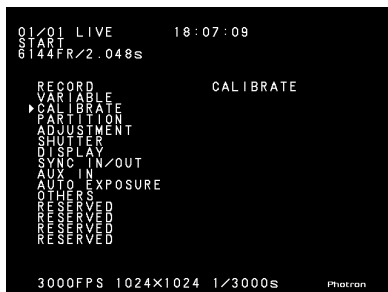 01/01 LIVE 18:07:09
START
6144FR/2.048s
RECORD CALIBRATE
VARIABLE
▶CALIBRATE
PARTITION
ADJUSTMENT
SHUTTER
DISPLAY
SYNC IN/OUT
AUX IN
AUTO EXPOSURE
OTHERS
RESERVED
RESERVED
RESERVED
RESERVED
3000FPS 1024×1024 1/3000s Photron